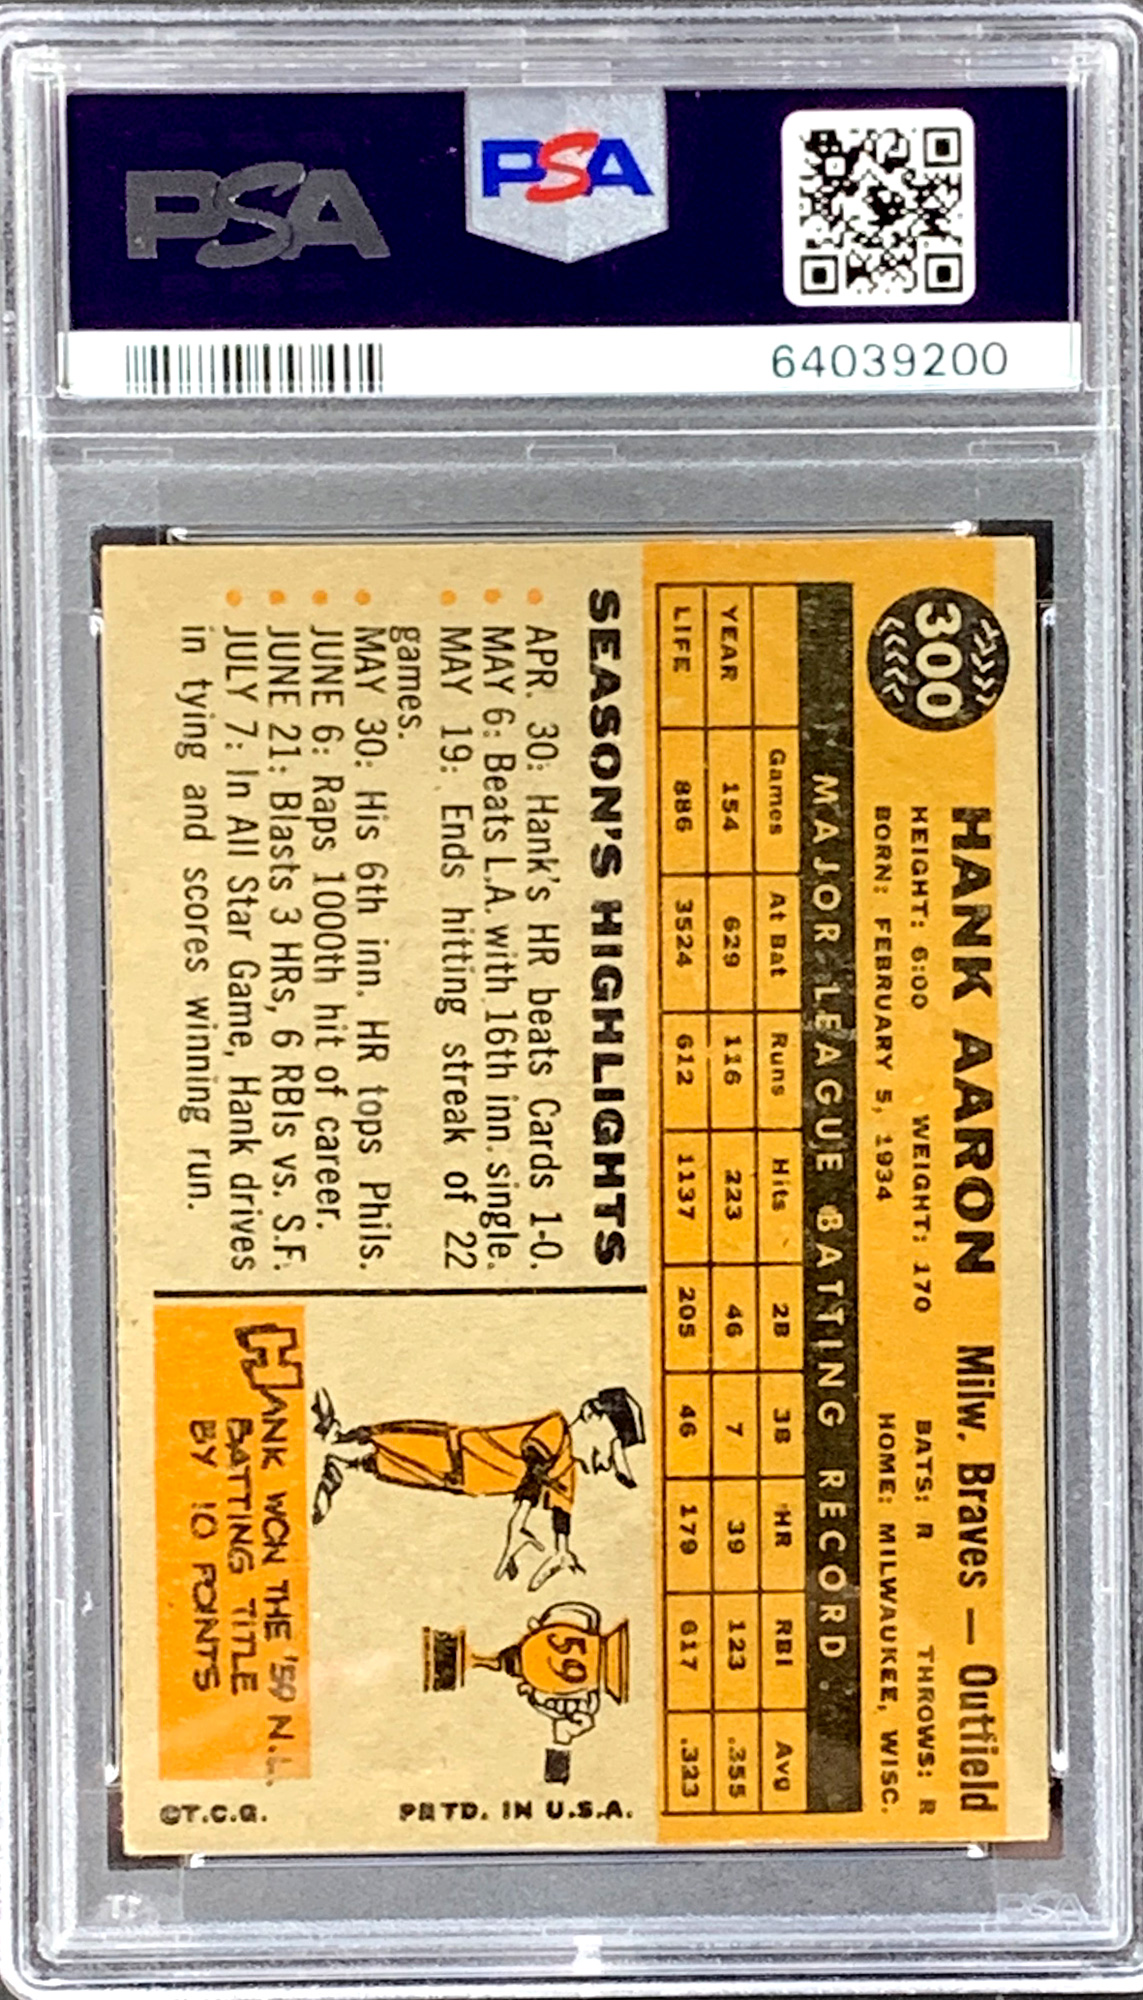 PSA
PSA
64039200
300
HANK AARON Milw. Braves — Outfield
HEIGHT: 6:00 WEIGHT: 170 BATS: R THROWS: R
BORN: FEBRUARY 5, 1934 HOME: MILWAUKEE, WISC.
MAJOR LEAGUE BATTING RECORD
Games At Bat Runs Hits 2B 3B HR RBI Avg
YEAR 154 629 116 223 46 7 39 123 .355
LIFE 886 3524 612 1137 205 46 179 617 .323
SEASON'S HIGHLIGHTS
• APR. 30: Hank's HR beats Cards 1-0.
• MAY 6: Beats L.A. with 16th inn. single.
• MAY 19: Ends hitting streak of 22
games.
• MAY 30: His 6th inn. HR tops Phils.
• JUNE 6: Raps 1000th hit of career.
• JUNE 21: Blasts 3 HRs, 6 RBIs vs. S.F.
• JULY 7: In All Star Game, Hank drives
in tying and scores winning run.
59
HANK WON THE '59 N.L.
BATTING TITLE
BY 10 POINTS
PRTD. IN U.S.A.
©T.C.G.
PSA